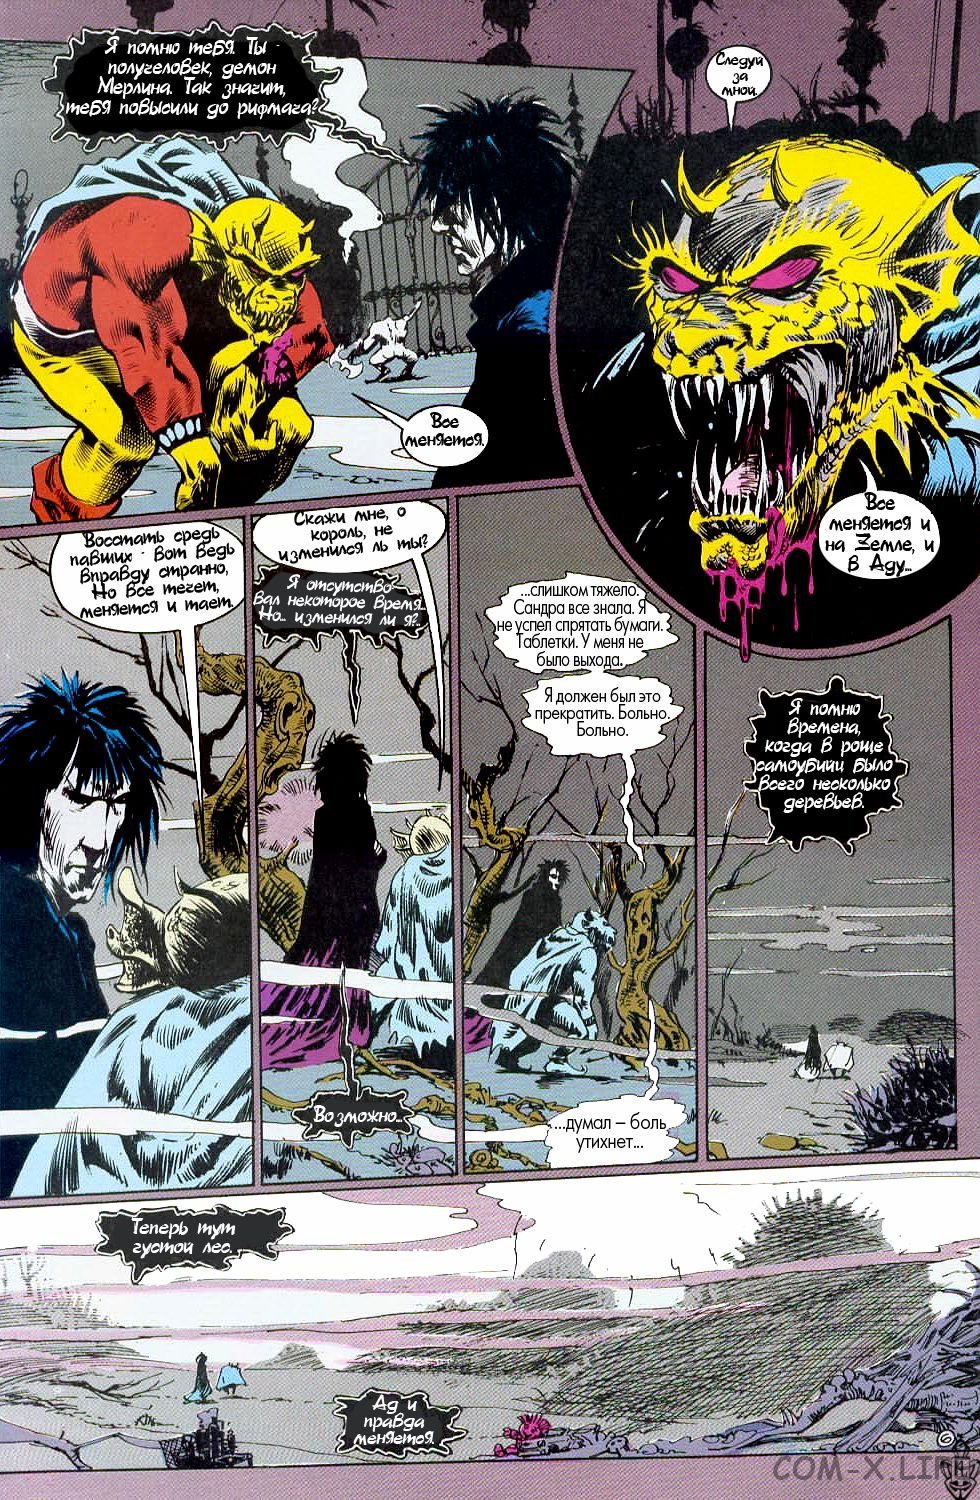 Я помню тебя. Ты -
получеловек, демон
Мерлина. Так значит,
тебя повысили до рифмага?
Все
меняется.
Следуй
за
мной.
Все
меняется и
на Земле, и
в Аду...
Восстать средь
павших - вот ведь
вправду странно,
Но все течет,
меняется и тает.
Скажи мне, о
король, не
изменился ль ты?
Я отсутство-
вал некоторое время...
Но... изменился ли я?..
Возможно...
...слишком тяжело.
Сандра все знала. Я
не успел спрятать бумаги.
Таблетки. У меня не
было выхода.
Я должен был это
прекратить. Больно.
Больно.
...думал – боль
утихнет...
Я помню
времена,
когда в роще
самоубийц было
всего несколько
деревьев.
Теперь тут
густой лес.
Ад и
правда
меняется.
6